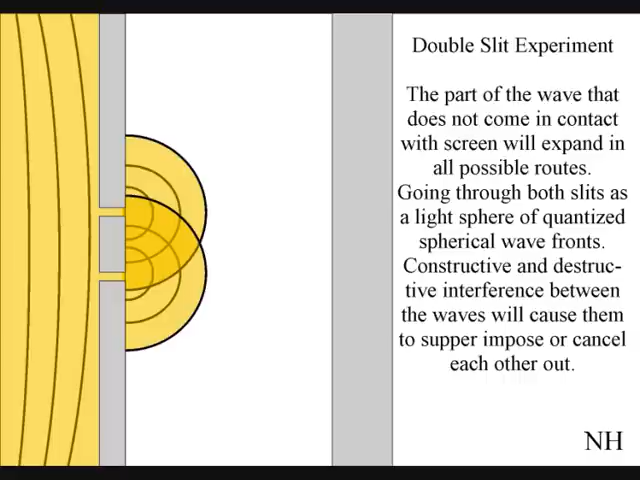 Double Slit Experiment
The part of the wave that
does not come in contact
with screen will expand in
all possible routes.
Going through both slits as
a light sphere of quantized
spherical wave fronts.
Constructive and destruc-
tive interference between
the waves will cause them
to supper impose or cancel
each other out.
NH